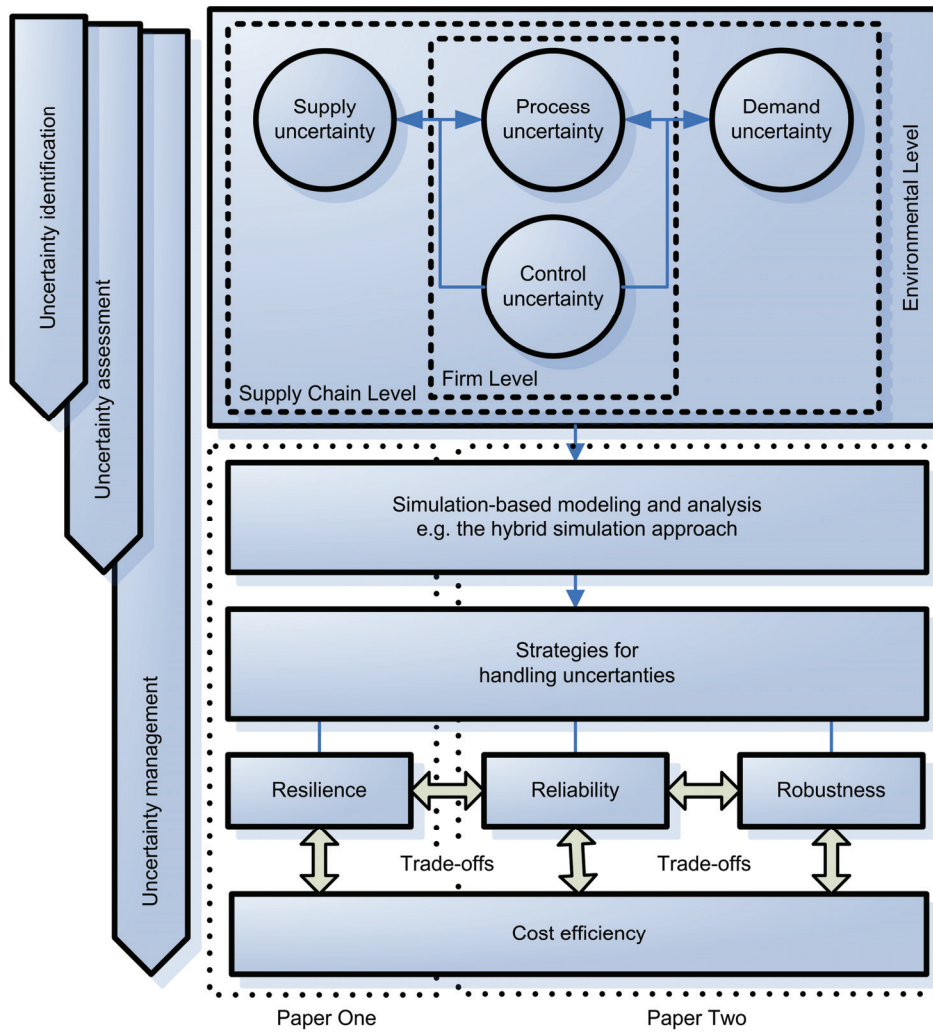 Uncertainty identification
Uncertainty assessment
Uncertainty management
Supply
uncertainty
Process
uncertainty
Demand
uncertainty
Control
uncertainty
Environmental Level
Supply Chain Level
Firm Level
Simulation-based modeling and analysis
e.g. the hybrid simulation approach
Strategies for
handling uncertanties
Resilience
Reliability
Robustness
Trade-offs
Trade-offs
Cost efficiency
Paper One
Paper Two